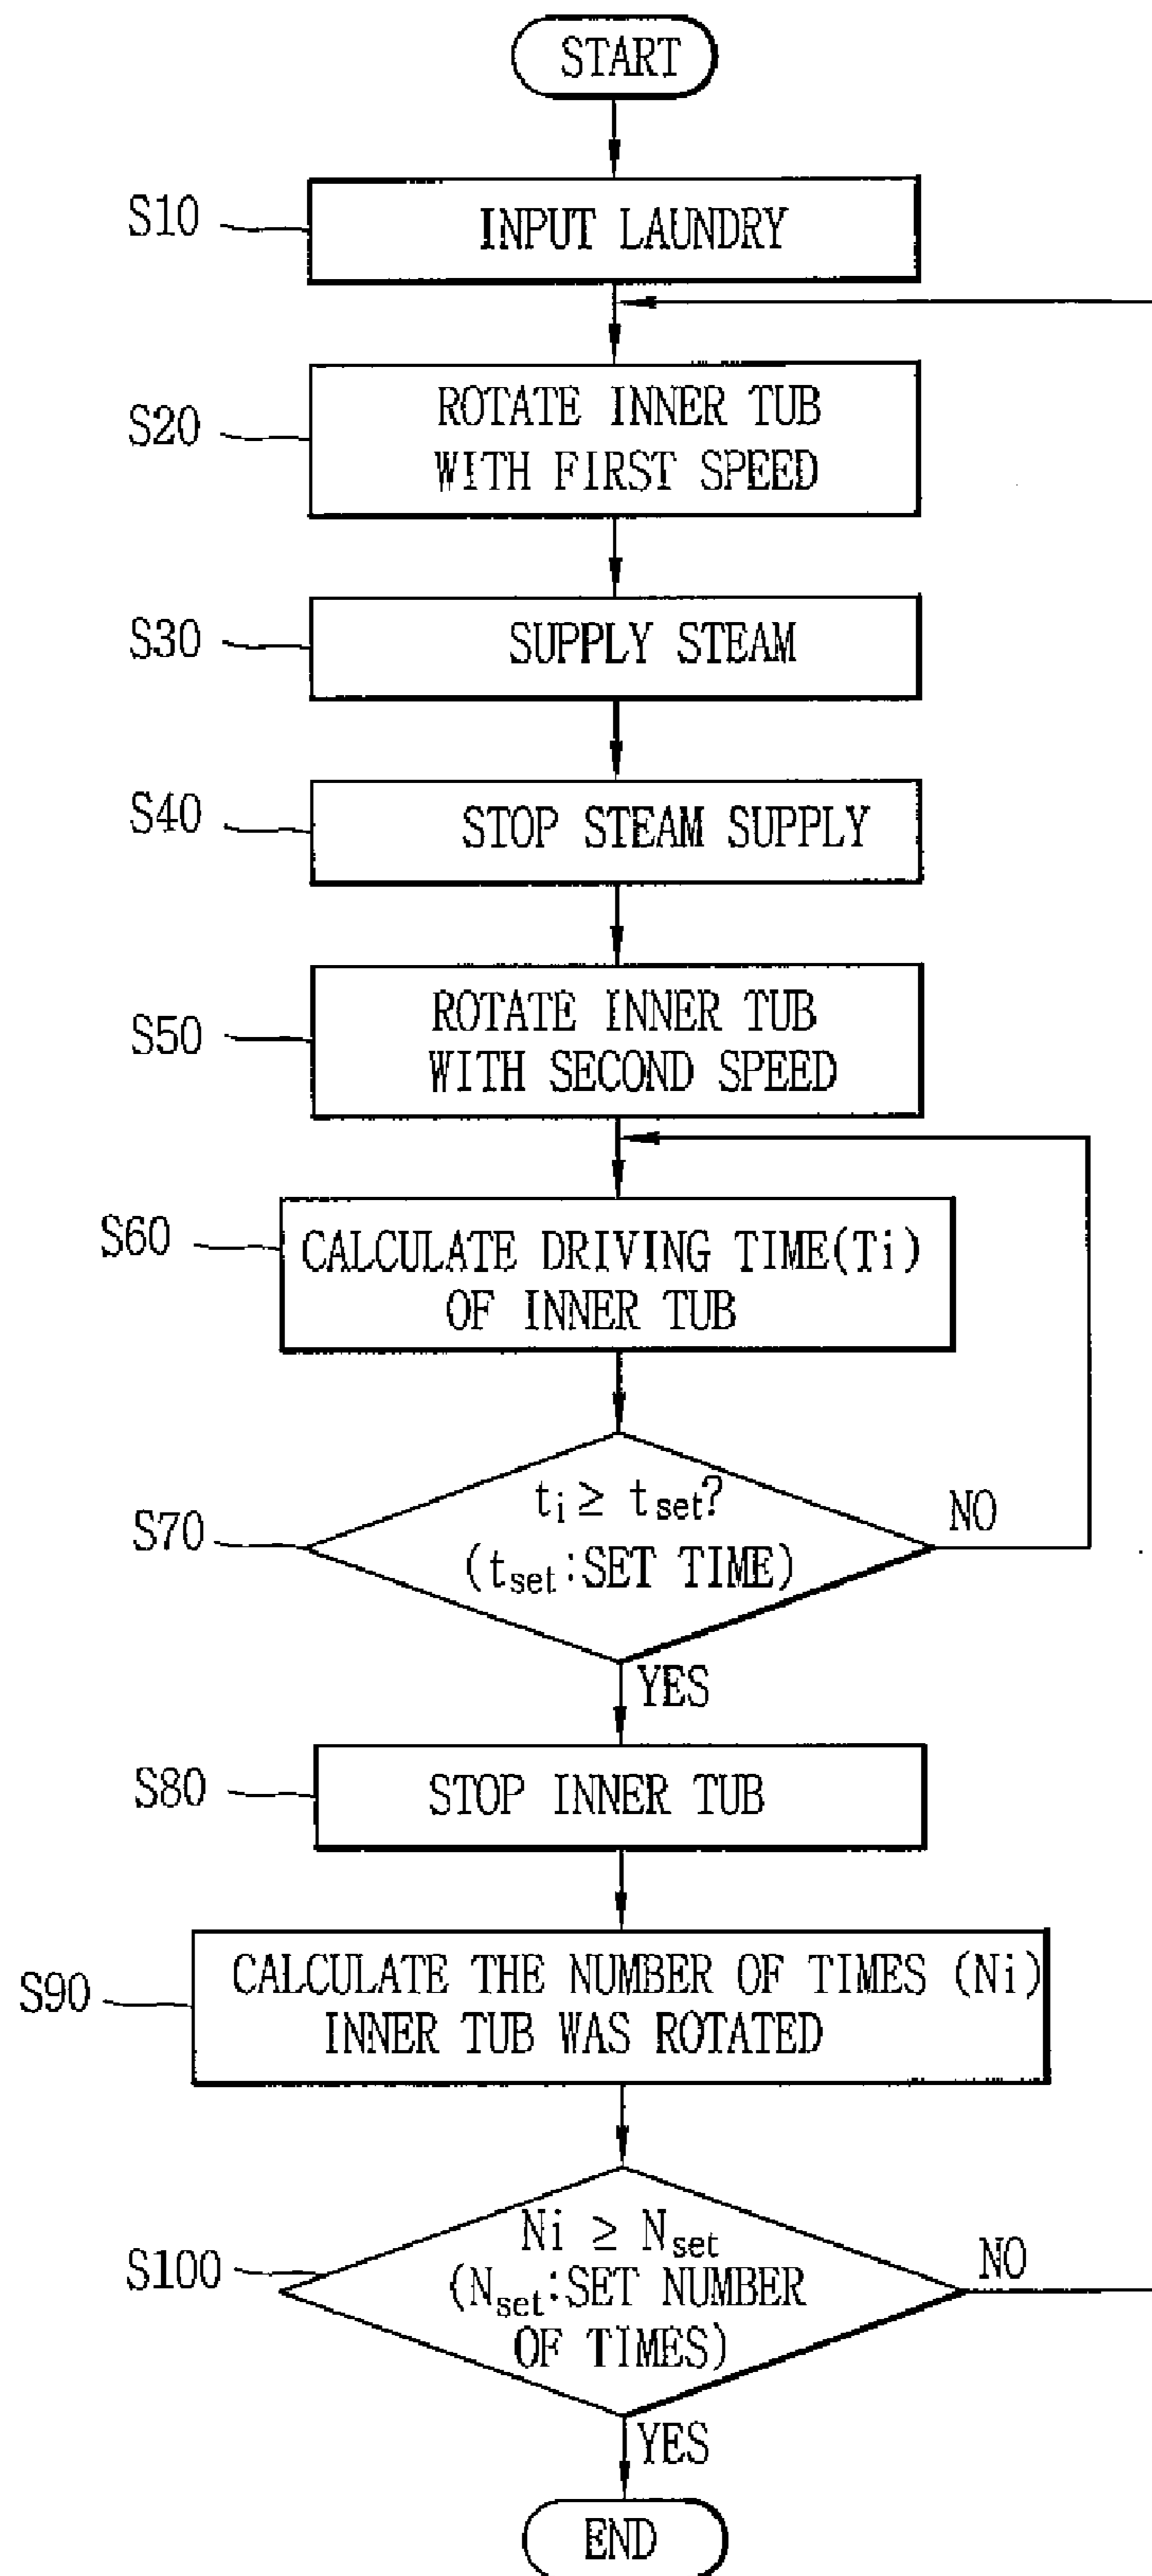 START
S10
INPUT LAUNDRY
S20
ROTATE INNER TUB
WITH FIRST SPEED
S30
SUPPLY STEAM
S40
STOP STEAM SUPPLY
S50
ROTATE INNER TUB
WITH SECOND SPEED
S60
CALCULATE DRIVING TIME(Ti)
OF INNER TUB
S70
ti ≥ tset?
(tset:SET TIME)
NO
YES
S80
STOP INNER TUB
S90
CALCULATE THE NUMBER OF TIMES (Ni)
INNER TUB WAS ROTATED
S100
Ni ≥ Nset
(Nset:SET NUMBER
OF TIMES)
NO
YES
END